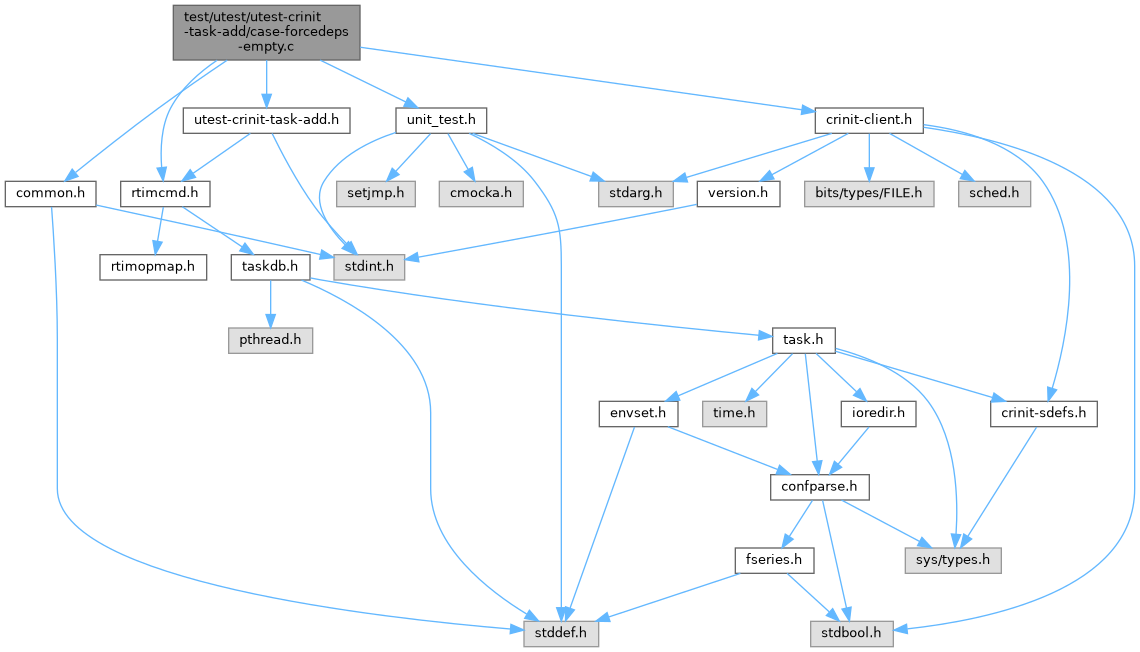 test/utest/utest-crinit
-task-add/case-forcedeps
-empty.c
utest-crinit-task-add.h
unit_test.h
crinit-client.h
common.h
rtimcmd.h
setjmp.h
cmocka.h
stdarg.h
version.h
bits/types/FILE.h
sched.h
rtimopmap.h
taskdb.h
stdint.h
pthread.h
task.h
envset.h
time.h
ioredir.h
crinit-sdefs.h
confparse.h
fseries.h
sys/types.h
stddef.h
stdbool.h